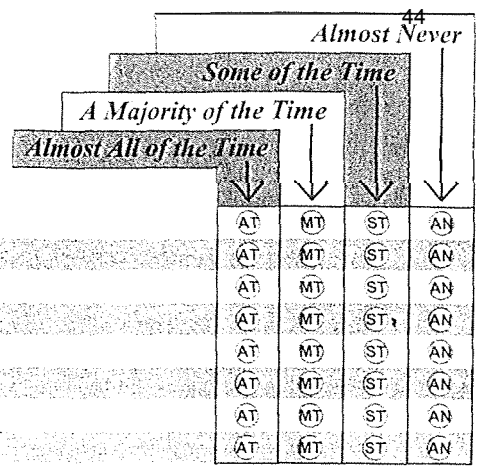 44
Almost Never
Some of the Time
A Majority of the Time
Almost All of the Time
AT MT ST AN
AT MT ST AN
AT MT ST AN
AT MT ST AN
AT MT ST AN
AT MT ST AN
AT MT ST AN
AT MT ST AN